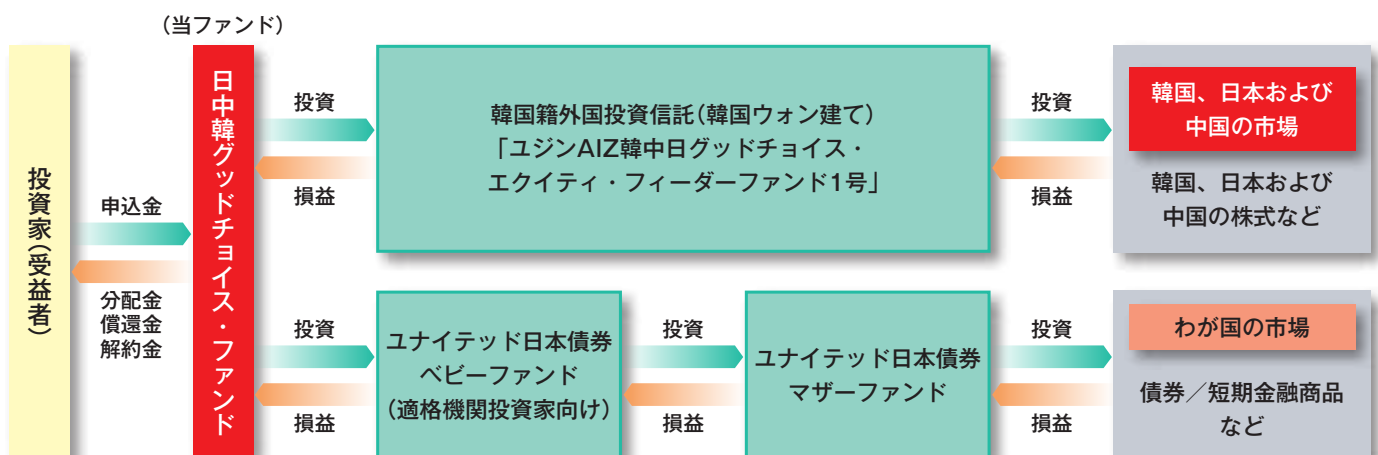 (当ファンド)
投資家(受益者)
申込金
分配金
償還金
解約金
日中韓グッドチョイス・ファンド
投資
損益
韓国籍外国投資信託(韓国ウォン建て)
「ユジンAIZ韓中日グッドチョイス・
エクイティ・フィーダーファンド1号」
投資
損益
韓国、日本および
中国の市場
韓国、日本および
中国の株式など
投資
損益
ユナイテッド日本債券
ベビーファンド
(適格機関投資家向け)
投資
損益
ユナイテッド日本債券
マザーファンド
投資
損益
わが国の市場
債券/短期金融商品
など